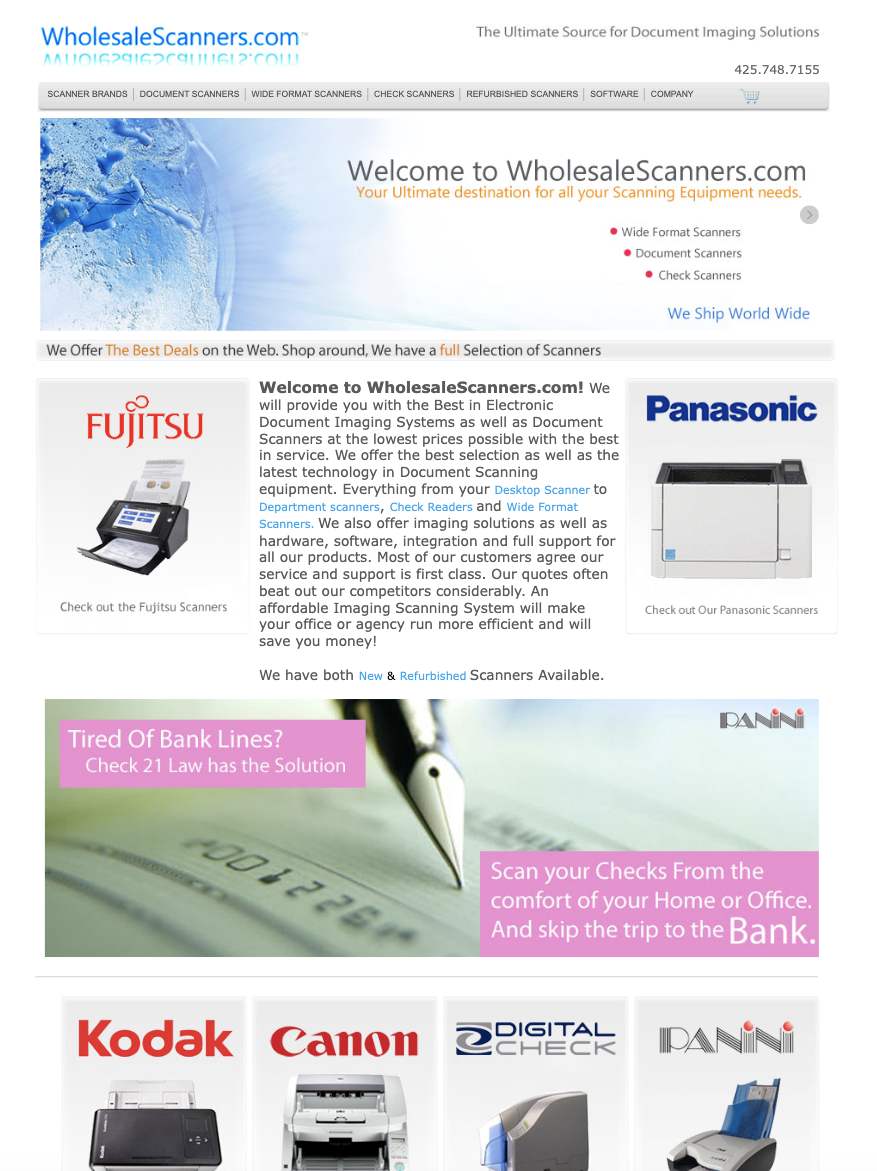 WholesaleScanners.com™
The Ultimate Source for Document Imaging Solutions
425.748.7155
SCANNER BRANDS DOCUMENT SCANNERS WIDE FORMAT SCANNERS CHECK SCANNERS REFURBISHED SCANNERS SOFTWARE COMPANY
Welcome to WholesaleScanners.com
Your Ultimate destination for all your Scanning Equipment needs.
Wide Format Scanners
Document Scanners
Check Scanners
We Ship World Wide
We Offer The Best Deals on the Web. Shop around, We have a full Selection of Scanners
FUJITSU
Check out the Fujitsu Scanners
Welcome to WholesaleScanners.com! We
will provide you with the Best in Electronic
Document Imaging Systems as well as Document
Scanners at the lowest prices possible with the best
in service. We offer the best selection as well as the
latest technology in Document Scanning
equipment. Everything from your Desktop Scanner to
Department scanners, Check Readers and Wide Format
Scanners. We also offer imaging solutions as well as
hardware, software, integration and full support for
all our products. Most of our customers agree our
service and support is first class. Our quotes often
beat out our competitors considerably. An
affordable Imaging Scanning System will make
your office or agency run more efficient and will
save you money!
We have both New & Refurbished Scanners Available.
Panasonic
Check out Our Panasonic Scanners
Tired Of Bank Lines?
Check 21 Law has the Solution
PANINI
001226
Scan your Checks From the
comfort of your Home or Office.
And skip the trip to the Bank.
Kodak
Canon
DIGITAL
CHECK
PANINI
Kodak